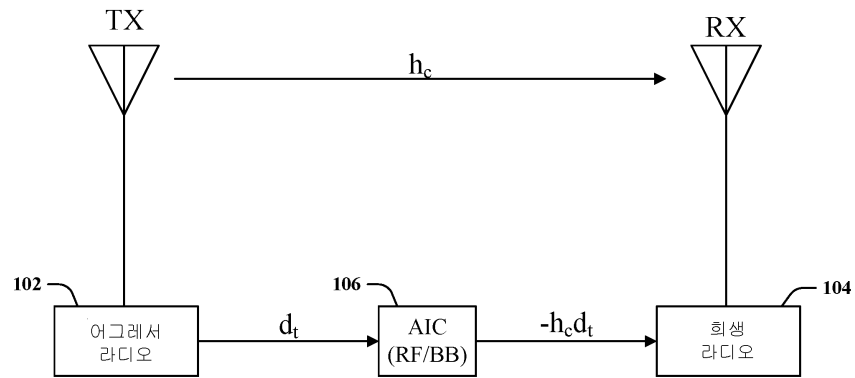 TX
RX
h_c
102
106
104
어그레서
라디오
d_t
AIC
(RF/BB)
-h_cd_t
희생
라디오